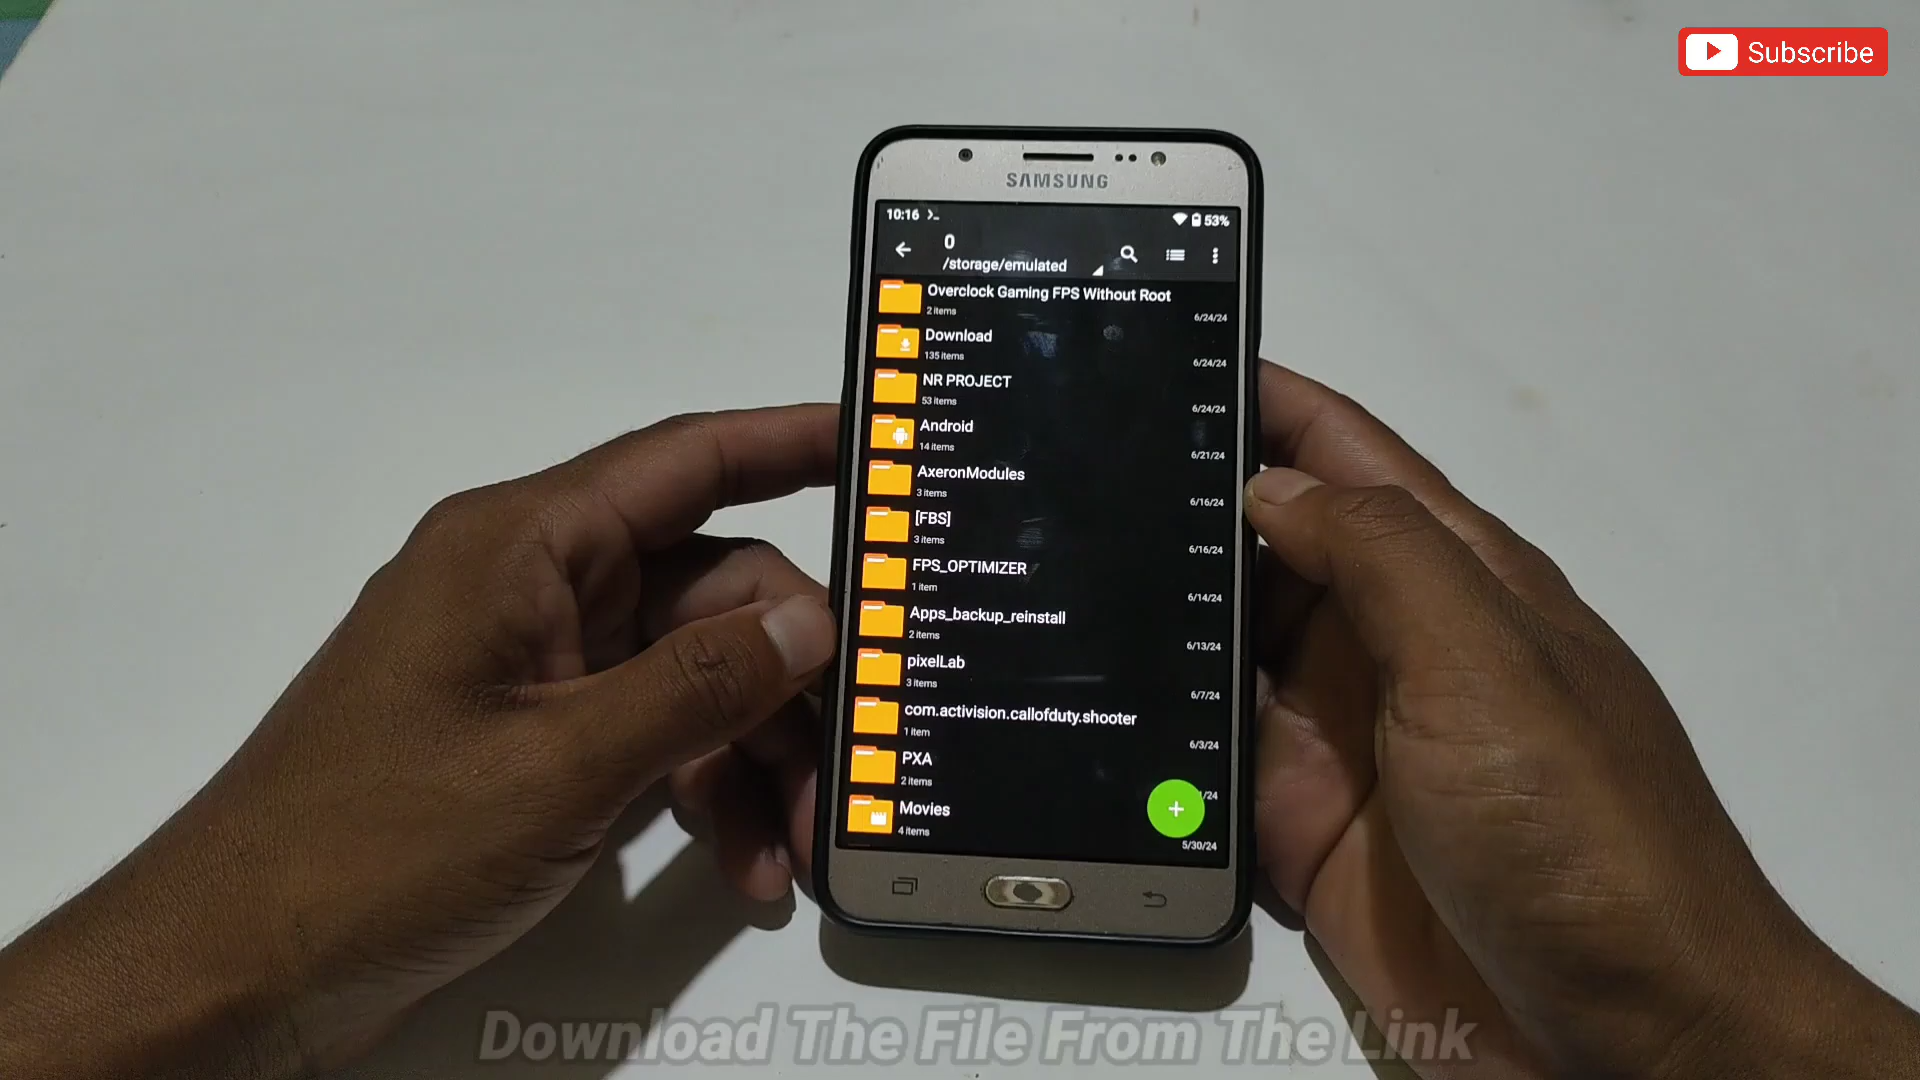 Subscribe
SAMSUNG
10:16 >_ 53%
0
/storage/emulated
Overclock Gaming FPS Without Root
2 items 6/24/24
Download
135 items 6/24/24
NR PROJECT
53 items 6/24/24
Android
14 items 6/21/24
AxeronModules
3 items 6/16/24
[FBS]
3 items 6/16/24
FPS_OPTIMIZER
1 item 6/14/24
Apps_backup_reinstall
2 items 6/13/24
pixelLab
3 items 6/7/24
com.activision.callofduty.shooter
1 item 6/3/24
PXA
2 items
Movies
4 items 5/30/24
Download The File From The Link